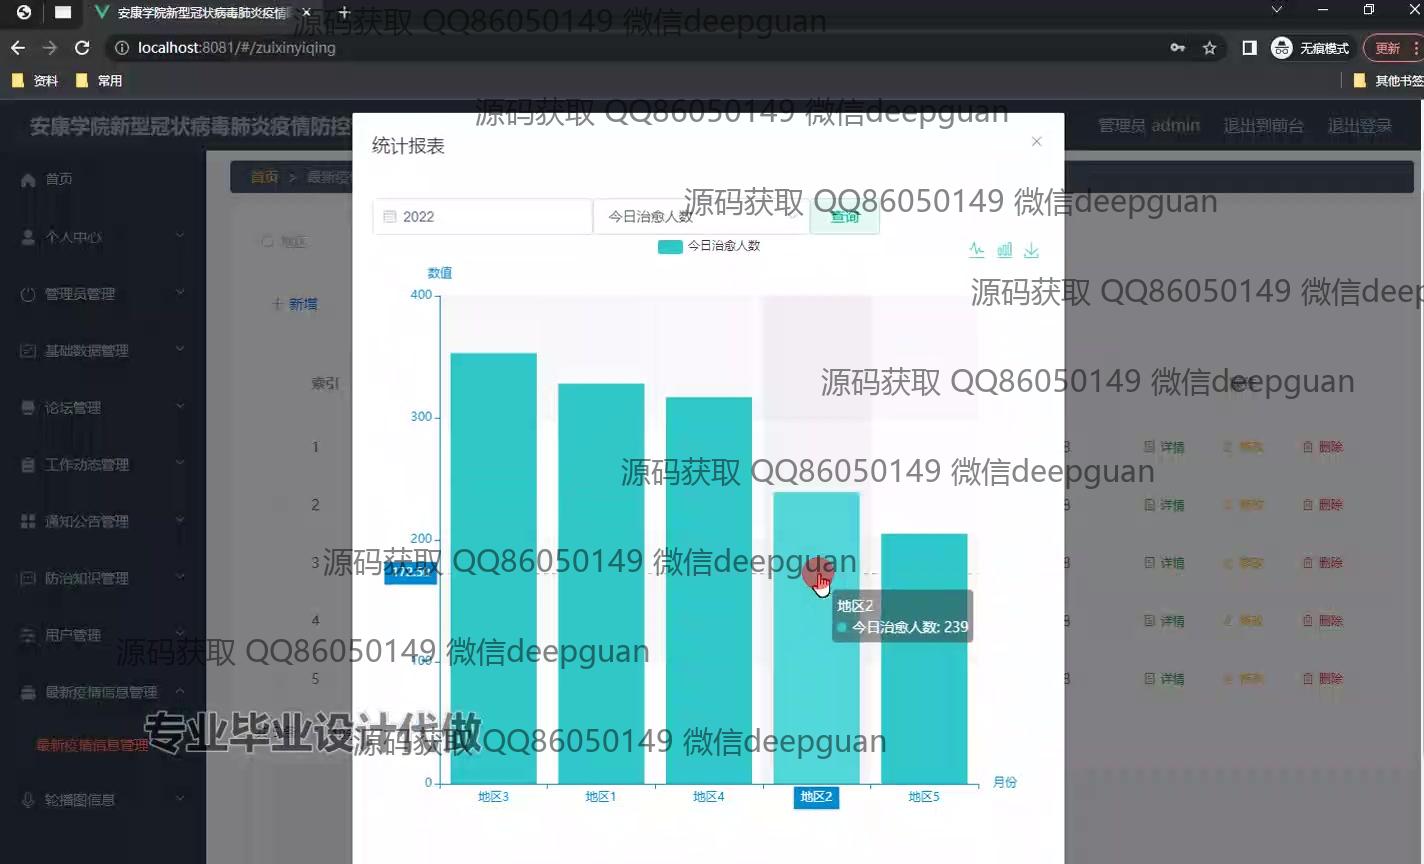 安康学院新型冠状病毒肺炎疫情
源码获取 QQ86050149 微信deepguan
localhost:8081/#/zuixinyiqing
无痕模式
更新
资料
常用
其他书签
源码获取 QQ86050149 微信deepguan
安康学院新型冠状病毒肺炎疫情防控
管理员 admin
退出到前台
退出登录
统计报表
首页
首页 > 最新疫
源码获取 QQ86050149 微信deepguan
2022
今日治愈人数
查询
个人中心
地区
今日治愈人数
数值
管理员管理
+ 新增
400
源码获取 QQ86050149 微信deep
基础数据管理
索引
源码获取 QQ86050149 微信deepguan
论坛管理
300
1
详情
修改
删除
工作动态管理
源码获取 QQ86050149 微信deepguan
2
详情
修改
删除
通知公告管理
200
源码获取 QQ86050149 微信deepguan
3
详情
修改
删除
防治知识管理
地区2
今日治愈人数: 239
4
详情
修改
删除
用户管理
源码获取 QQ86050149 微信deepguan
100
5
详情
修改
删除
最新疫情信息管理
专业毕业设计代做
最新疫情信息管理
源码获取 QQ86050149 微信deepguan
0
月份
地区3
地区1
地区4
地区2
地区5
轮播图信息